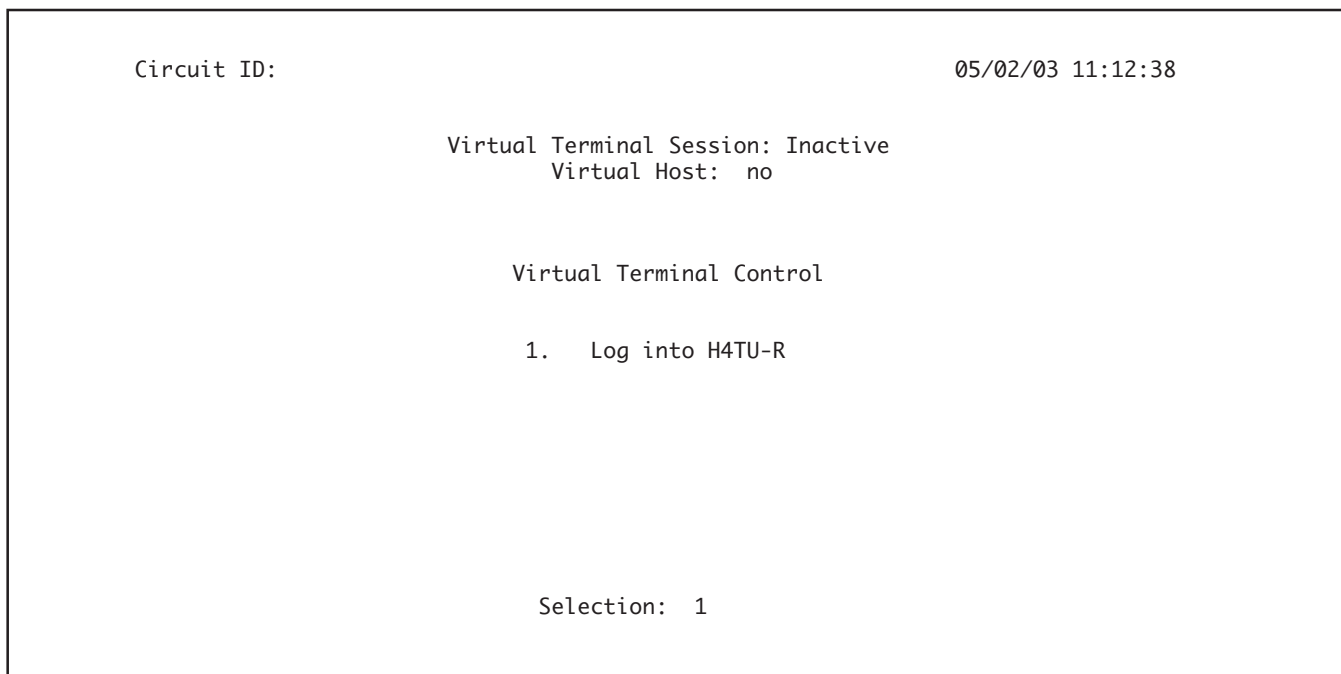 Circuit ID: 05/02/03 11:12:38
Virtual Terminal Session: Inactive
Virtual Host: no
Virtual Terminal Control
1. Log into H4TU-R
Selection: 1